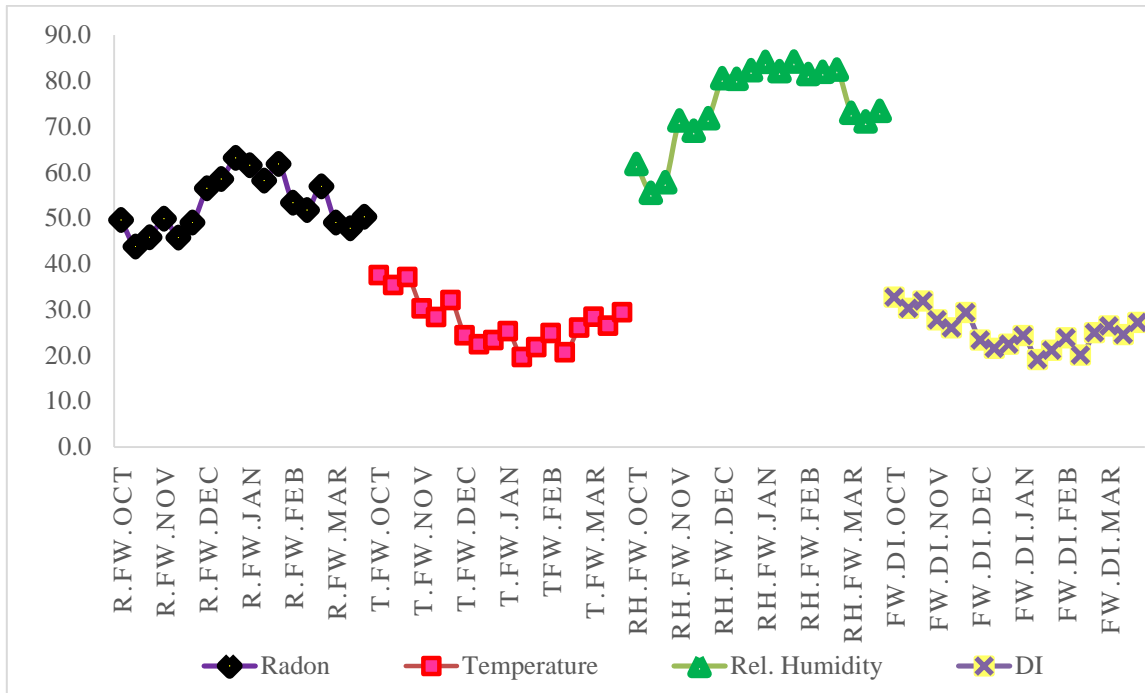 90.0
80.0
70.0
60.0
50.0
40.0
30.0
20.0
10.0
0.0
R.FW.OCT
R.FW.NOV
R.FW.DEC
R.FW.JAN
R.FW.FEB
R.FW.MAR
T.FW.OCT
T.FW.NOV
T.FW.DEC
T.FW.JAN
TFW.FEB
T.FW.MAR
RH.FW.OCT
RH.FW.NOV
RH.FW.DEC
RH.FW.JAN
RH.FW.FEB
RH.FW.MAR
FW.DI.OCT
FW.DI.NOV
FW.DI.DEC
FW.DI.JAN
FW.DI.FEB
FW.DI.MAR
Radon Temperature Rel. Humidity DI